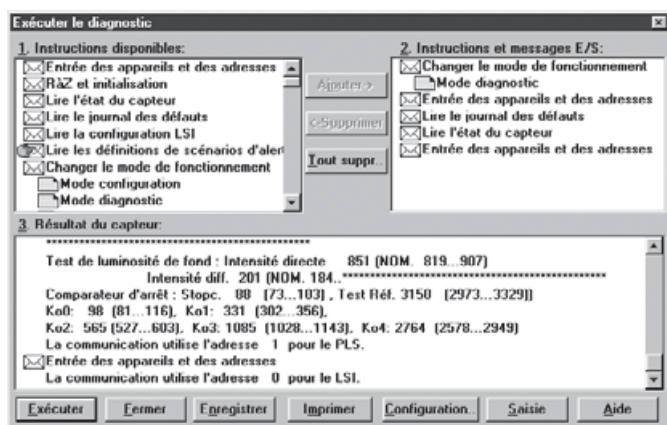 Exécuter le diagnostic
1. Instructions disponibles:
Entrée des appareils et des adresses
RàZ et initialisation
Lire l'état du capteur
Lire le journal des défauts
Lire la configuration LSI
Lire les définitions de scénarios d'aler
Changer le mode de fonctionnement
Mode configuration
Mode diagnostic
Ajouter->
<-Supprimer
Tout suppr..
2. Instructions et messages E/S:
Changer le mode de fonctionnement
Mode diagnostic
Entrée des appareils et des adresses
Lire le journal des défauts
Lire l'état du capteur
Entrée des appareils et des adresses
3. Résultat du capteur:
************************************************
Test de luminosité de fond : Intensité directe 851 (NOM. 819...907)
Intensité diff. 201 (NOM. 184..************************************************
Comparateur d'arrêt : Stopc. 88 (73...103) , Test Réf. 3150 (2973...3329)]
Ko0: 98 (81...116), Ko1: 331 (302...356),
Ko2: 565 (527...603), Ko3: 1085 (1028...1143), Ko4: 2764 (2578...2949)
La communication utilise l'adresse 1 pour le PLS.
Entrée des appareils et des adresses
La communication utilise l'adresse 0 pour le LSI.
Exécuter Fermer Enregistrer Imprimer Configuration.. Saisie Aide